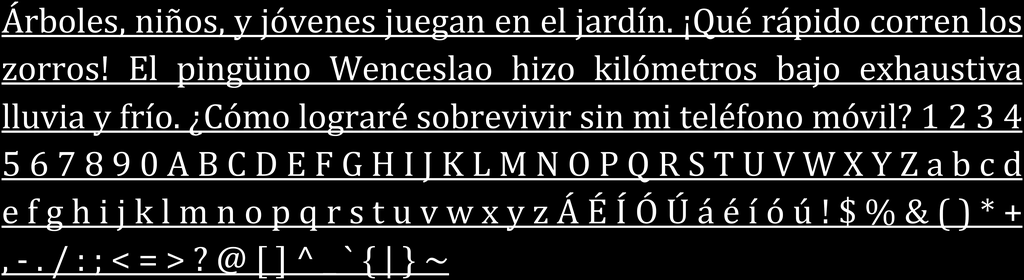 Árboles, niños, y jóvenes juegan en el jardín. ¡Qué rápido corren los
zorros! El pingüino Wenceslao hizo kilómetros bajo exhaustiva
lluvia y frío. ¿Cómo lograré sobrevivir sin mi teléfono móvil? 1 2 3 4
5 6 7 8 9 0 A B C D E F G H I J K L M N O P Q R S T U V W X Y Z a b c d
e f g h i j k l m n o p q r s t u v w x y z Á É Í Ó Ú á é í ó ú ! $ % & ( ) * +
, - . / : ; < = > ? @ [ ] ^ ` { | } ~